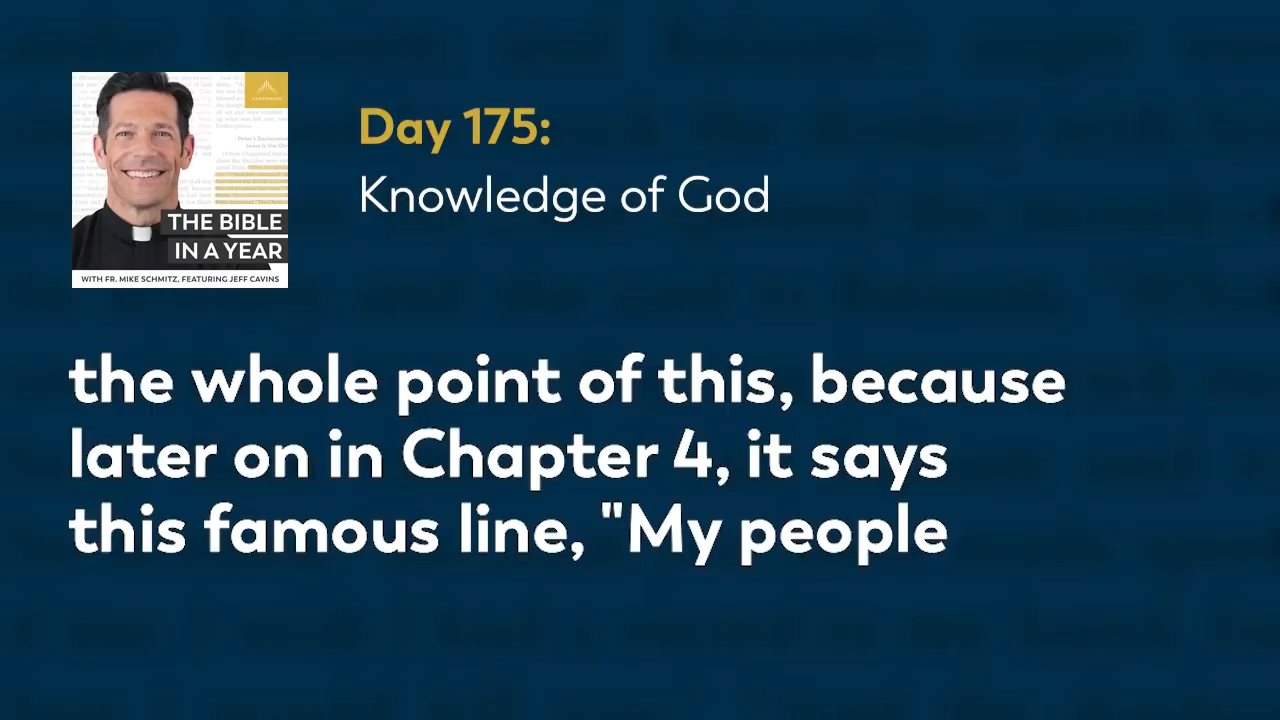 Day 175:
Knowledge of God
THE BIBLE
IN A YEAR
WITH FR. MIKE SCHMITZ, FEATURING JEFF CAVINS
the whole point of this, because
later on in Chapter 4, it says
this famous line, "My people